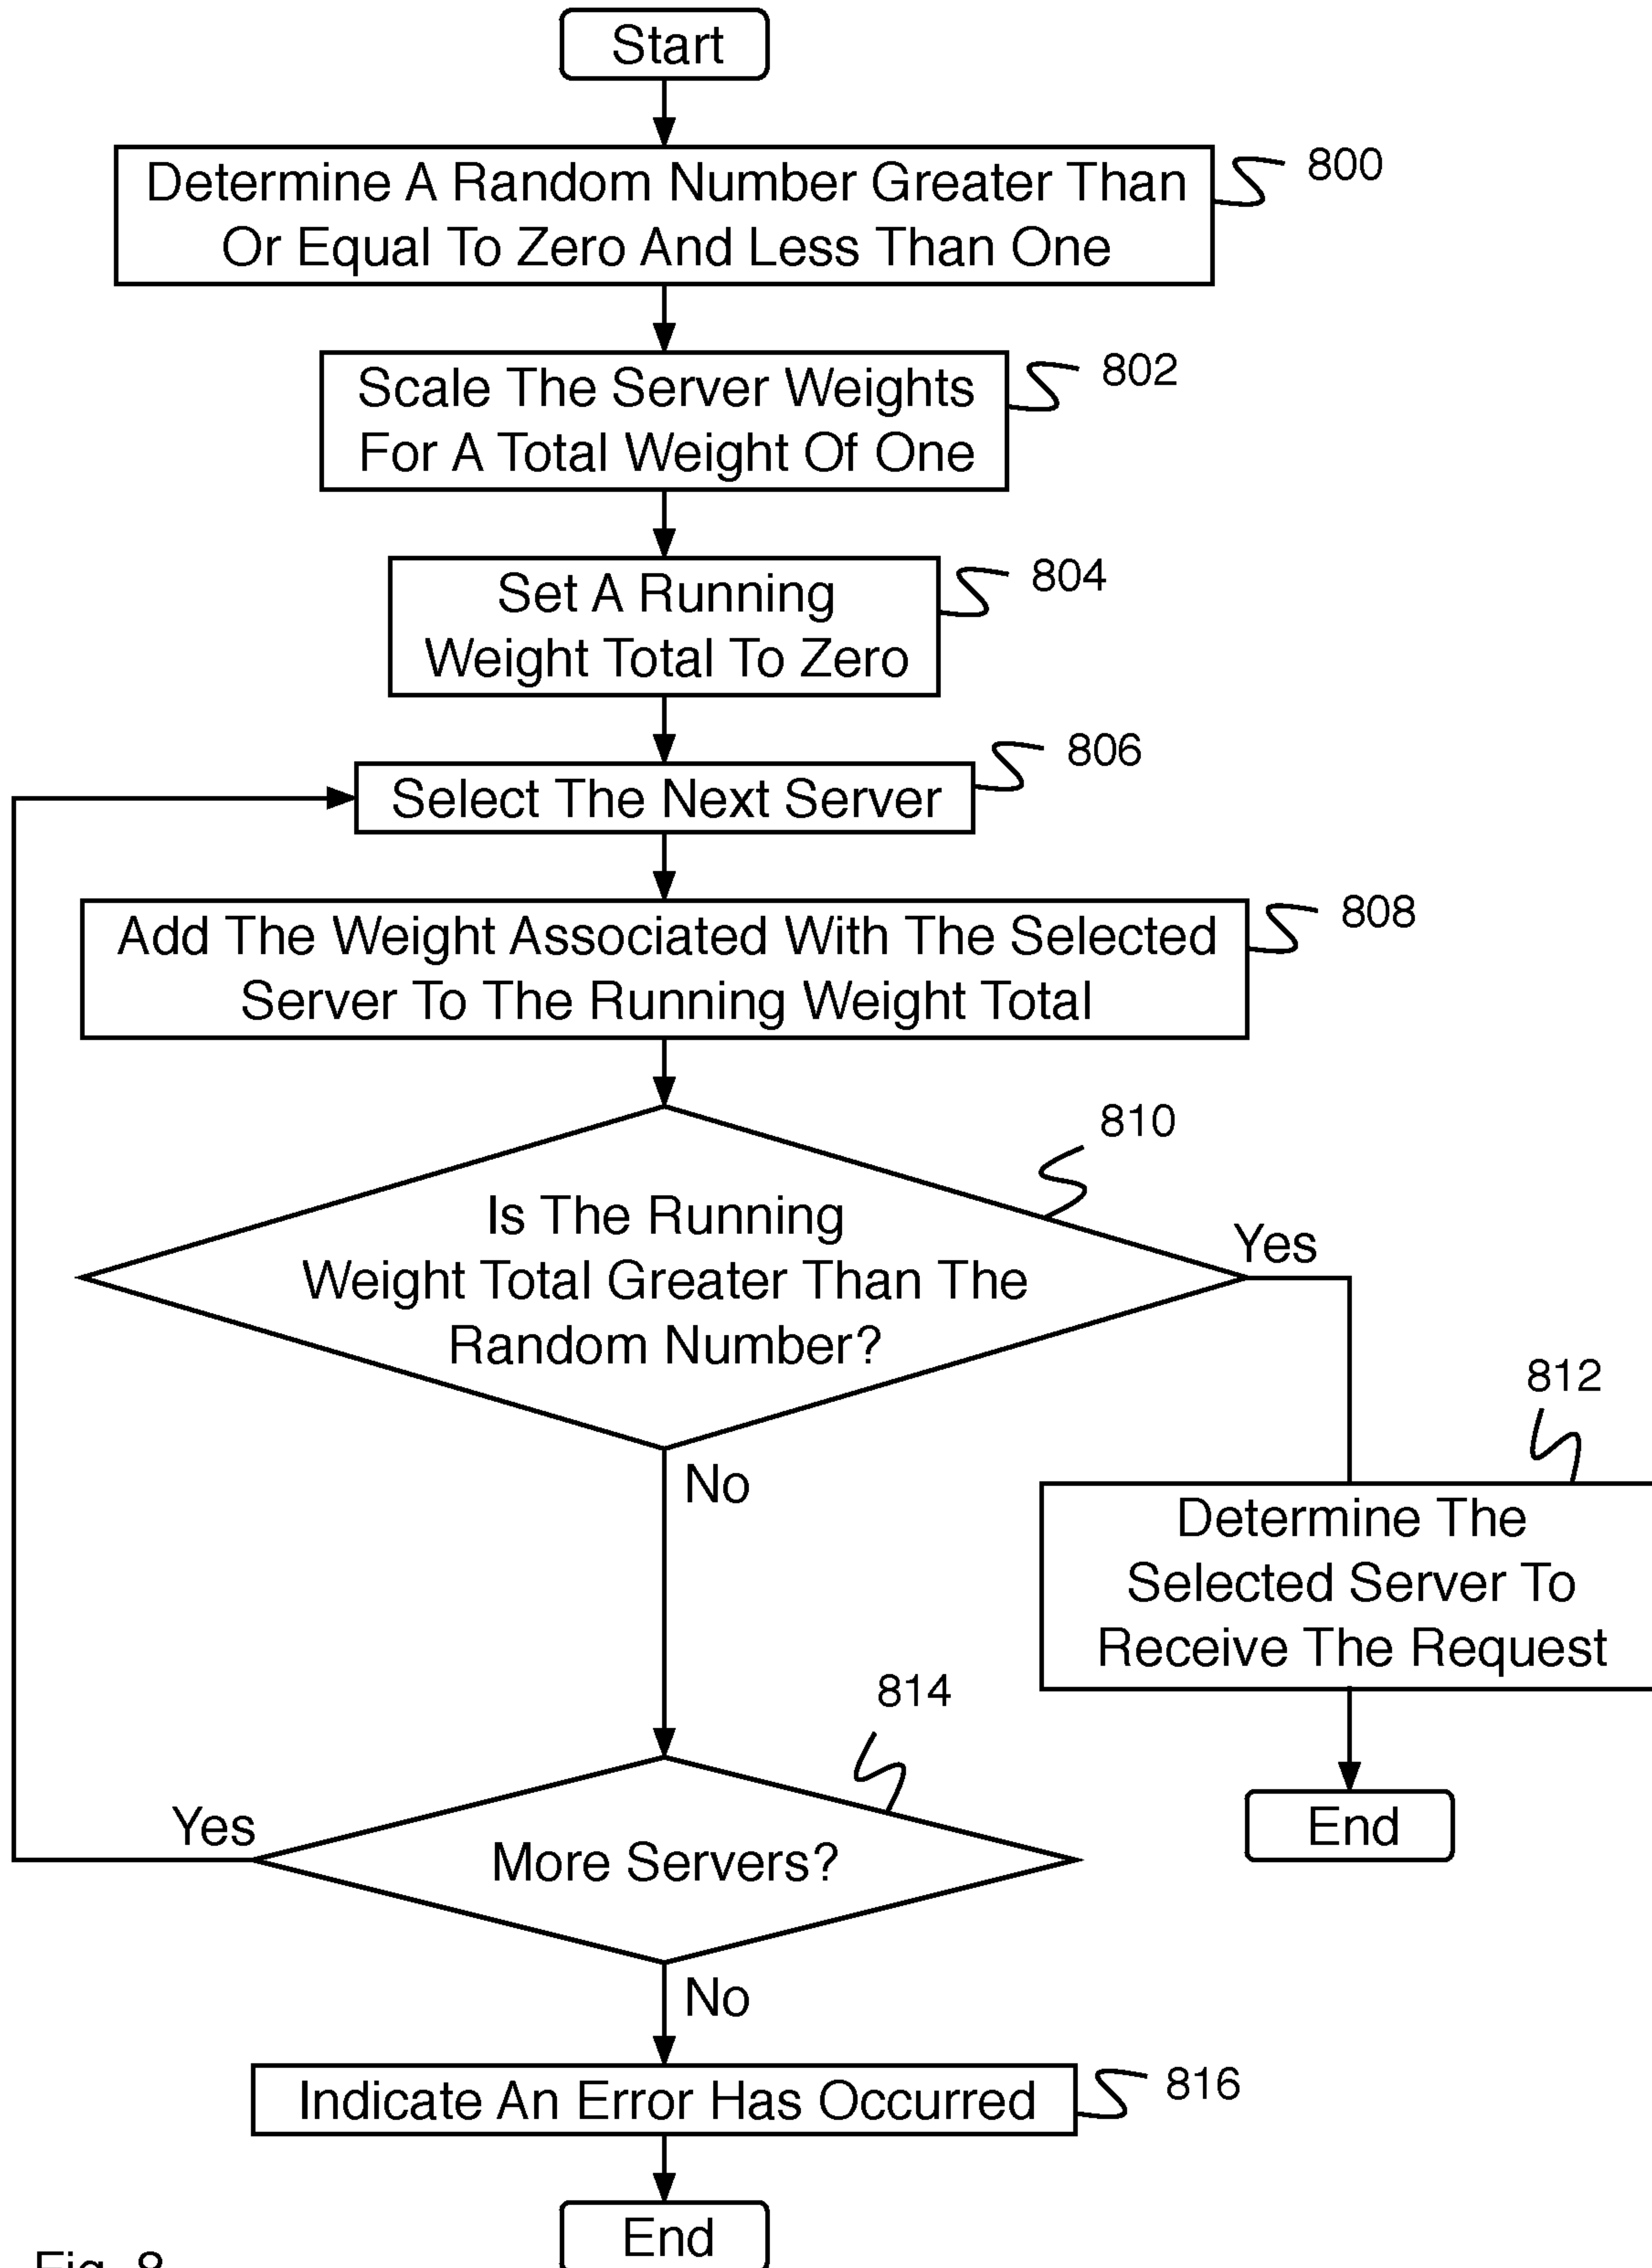 Start
Determine A Random Number Greater Than
Or Equal To Zero And Less Than One
800
Scale The Server Weights
For A Total Weight Of One
802
Set A Running
Weight Total To Zero
804
Select The Next Server
806
Add The Weight Associated With The Selected
Server To The Running Weight Total
808
Is The Running
Weight Total Greater Than The
Random Number?
810
Yes
No
812
Determine The
Selected Server To
Receive The Request
End
814
More Servers?
Yes
No
Indicate An Error Has Occurred
816
End
Fig. 8